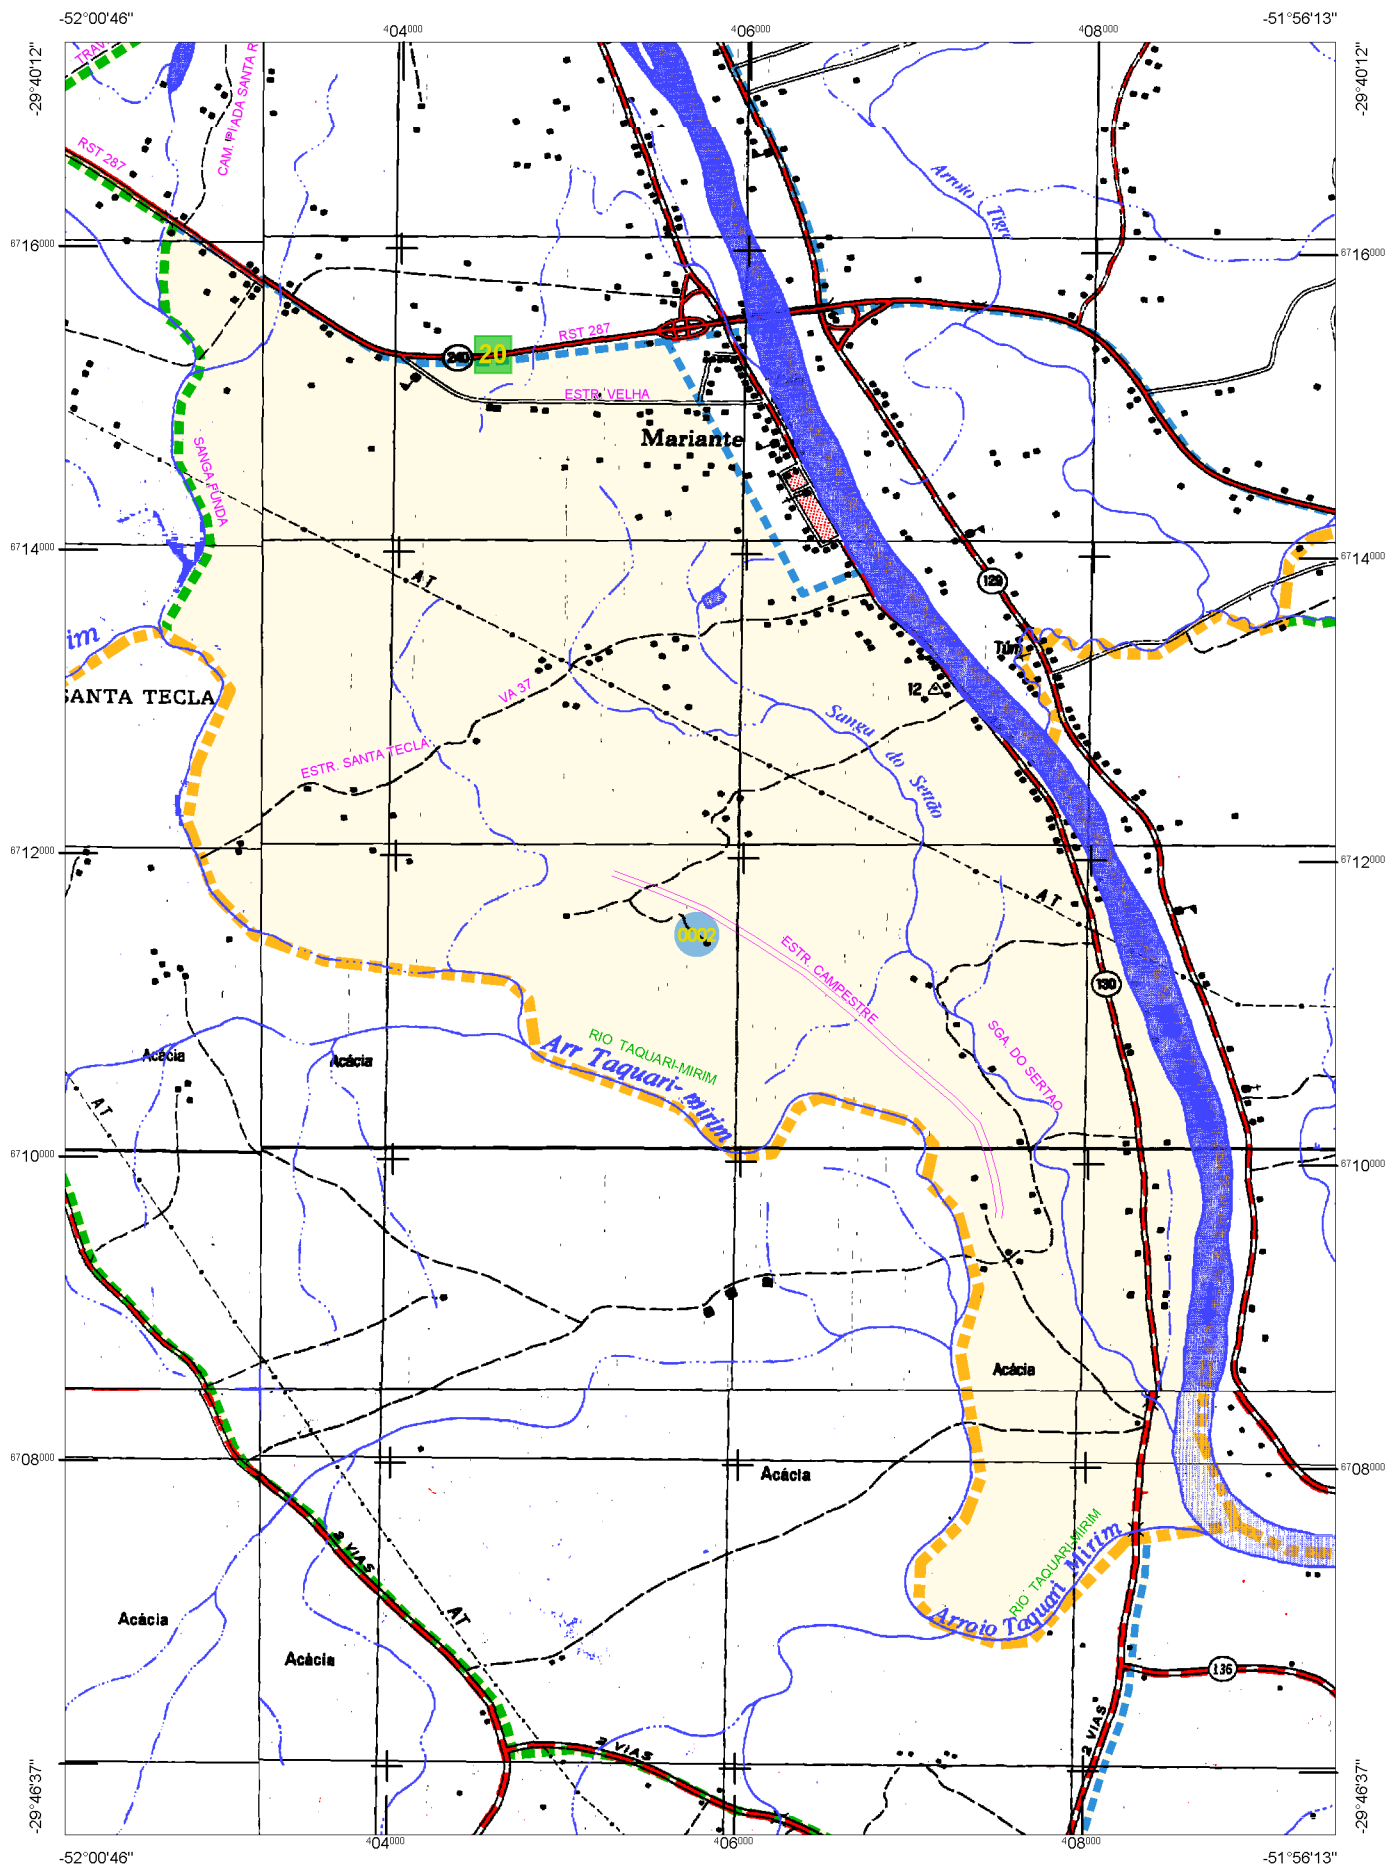 -52°00'46"
-51°56'13"
404000
406000
408000
-29°40'12"
-29°40'12"
TRAV
CAM. PIADA SANTA R
RST 287
Arroio Tigre
6716000
6716000
RST 287
240
20
ESTR. VELHA
Mariante
SANGA FUNDA
6714000
6714000
AT
129
im
Tún
SANTA TECLA
12
VA 37
Sanga do Sertão
ESTR. SANTA TECLA
6712000
6712000
AT
0002
ESTR. CAMPESTRE
130
SGA. DO SERTAO
RIO TAQUARI-MIRIM
Arr Taquari-mirim
Acácia
Acácia
AT
6710000
6710000
Acácia
6708000
6708000
Acácia
RIO TAQUARI-MIRIM
Arroio Taquari Mirim
2 VIAS
AT
Acácia
Acácia
136
2 VIAS
2 VIAS
-29°46'37"
-29°46'37"
404000
406000
408000
-52°00'46"
-51°56'13"